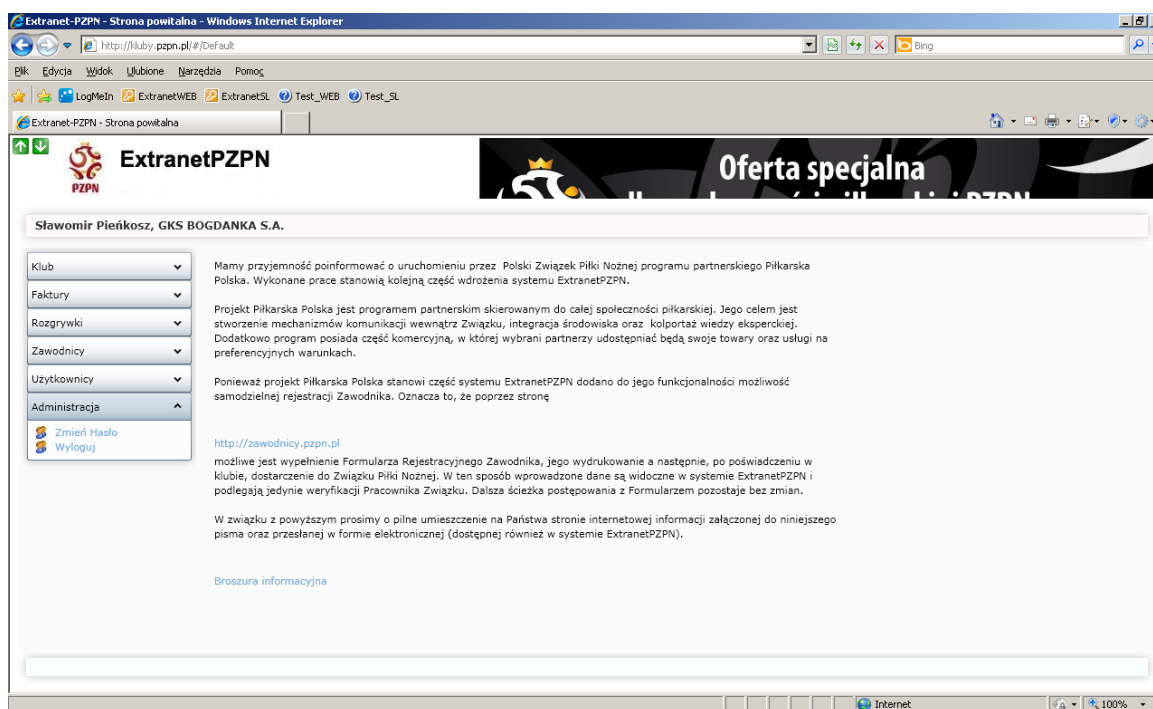 Extranet-PZPN - Strona powitalna - Windows Internet Explorer
http://kluby.pzpn.pl/#/Default
Bing
Plik Edycja Widok Ulubione Narzędzia Pomoc
LogMeIn ExtranetWEB ExtranetSL Test_WEB Test_SL
Extranet-PZPN - Strona powitalna
PZPN
ExtranetPZPN
Oferta specjalna
PZPN
Sławomir Pieńkosz, GKS BOGDANKA S.A.
Klub
Faktury
Rozgrywki
Zawodnicy
Użytkownicy
Administracja
Zmień Hasło
Wyloguj
Mamy przyjemność poinformować o uruchomieniu przez Polski Związek Piłki Nożnej programu partnerskiego Piłkarska
Polska. Wykonane prace stanowią kolejną część wdrożenia systemu ExtranetPZPN.
Projekt Piłkarska Polska jest programem partnerskim skierowanym do całej społeczności piłkarskiej. Jego celem jest
stworzenie mechanizmów komunikacji wewnątrz Związku, integracja środowiska oraz kolportaż wiedzy eksperckiej.
Dodatkowo program posiada część komercyjną, w której wybrani partnerzy udostępniać będą swoje towary oraz usługi na
preferencyjnych warunkach.
Ponieważ projekt Piłkarska Polska stanowi część systemu ExtranetPZPN dodano do jego funkcjonalności możliwość
samodzielnej rejestracji Zawodnika. Oznacza to, że poprzez stronę
http://zawodnicy.pzpn.pl
możliwe jest wypełnienie Formularza Rejestracyjnego Zawodnika, jego wydrukowanie a następnie, po poświadczeniu w
klubie, dostarczenie do Związku Piłki Nożnej. W ten sposób wprowadzone dane są widoczne w systemie ExtranetPZPN i
podlegają jedynie weryfikacji Pracownika Związku. Dalsza ścieżka postępowania z Formularzem pozostaje bez zmian.
W związku z powyższym prosimy o pilne umieszczenie na Państwa stronie internetowej informacji załączonej do niniejszego
pisma oraz przesłanej w formie elektronicznej (dostępnej również w systemie ExtranetPZPN).
Broszura informacyjna
Internet
100%